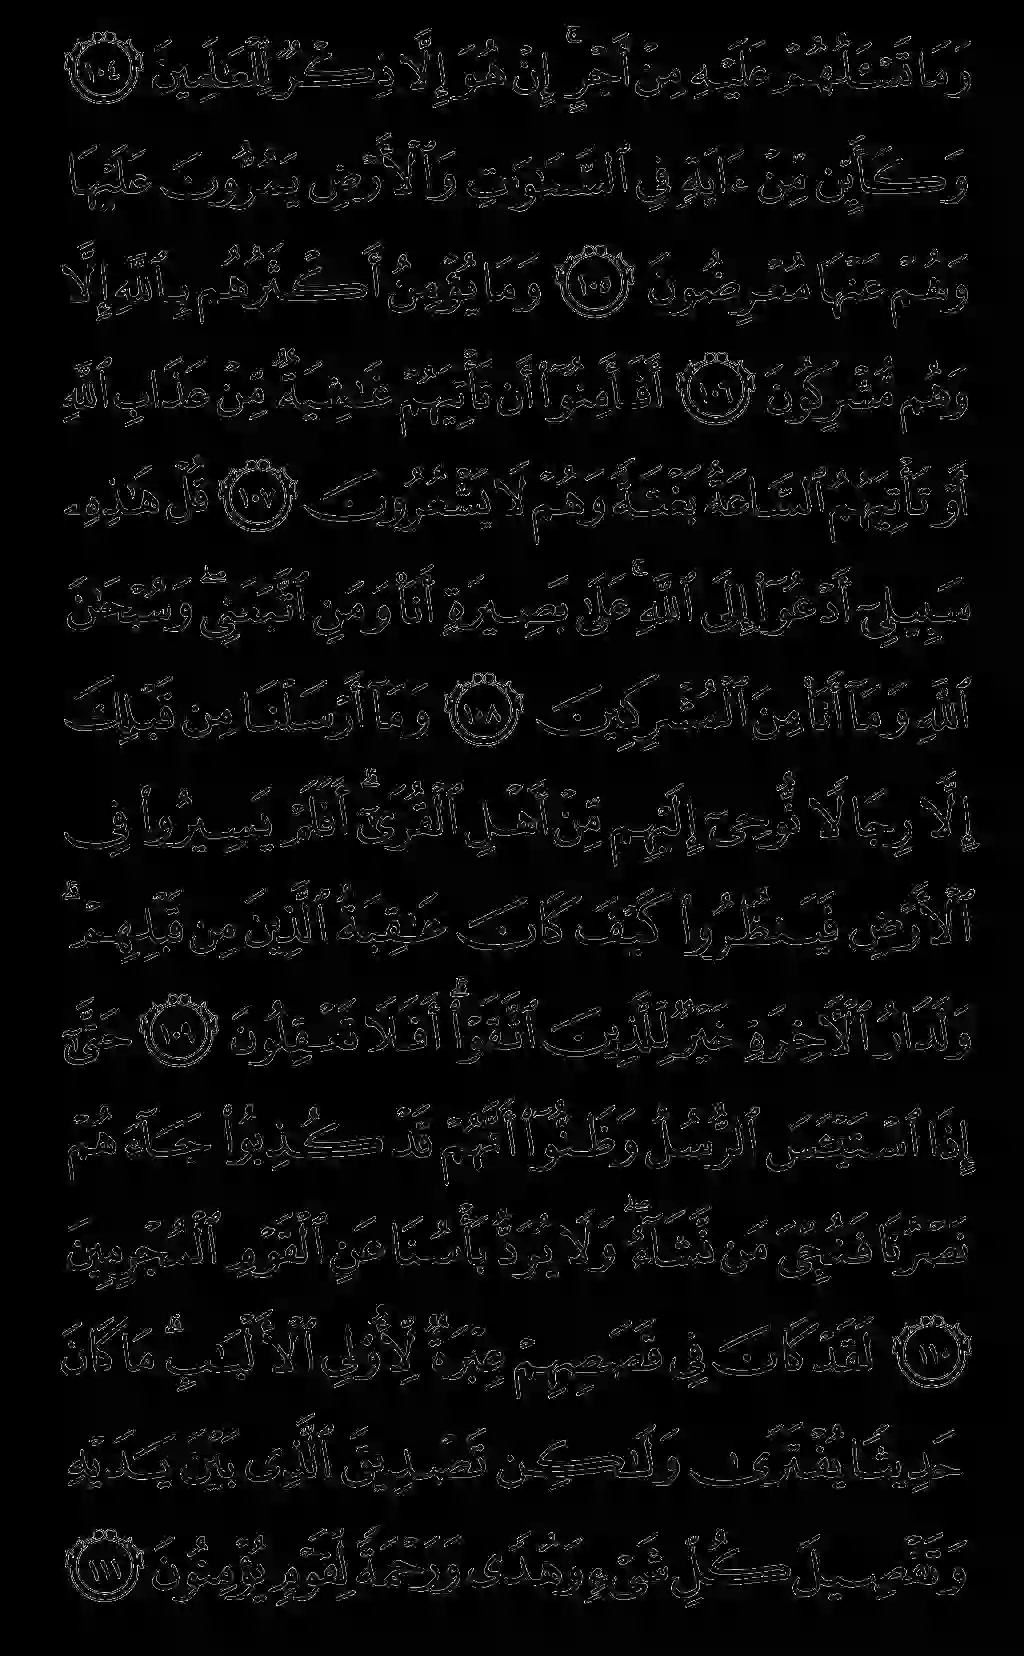 وَمَا تَسْـَٔلُهُمْ عَلَيْهِ مِنْ أَجْرٍ ۚ إِنْ هُوَ إِلَّا ذِكْرٌ لِّلْعَٰلَمِينَ ١٠٤
وَكَأَيِّن مِّنْ ءَايَةٍ فِى ٱلسَّمَٰوَٰتِ وَٱلْأَرْضِ يَمُرُّونَ عَلَيْهَا
وَهُمْ عَنْهَا مُعْرِضُونَ ١٠٥ وَمَا يُؤْمِنُ أَكْثَرُهُم بِٱللَّهِ إِلَّا
وَهُم مُّشْرِكُونَ ١٠٦ أَفَأَمِنُوٓا۟ أَن تَأْتِيَهُمْ غَٰشِيَةٌ مِّنْ عَذَابِ ٱللَّهِ
أَوْ تَأْتِيَهُمُ ٱلسَّاعَةُ بَغْتَةً وَهُمْ لَا يَشْعُرُونَ ١٠٧ قُلْ هَٰذِهِۦ
سَبِيلِىٓ أَدْعُوٓا۟ إِلَى ٱللَّهِ ۚ عَلَىٰ بَصِيرَةٍ أَنَا۠ وَمَنِ ٱتَّبَعَنِى ۖ وَسُبْحَٰنَ
ٱللَّهِ وَمَآ أَنَا۠ مِنَ ٱلْمُشْرِكِينَ ١٠٨ وَمَآ أَرْسَلْنَا مِن قَبْلِكَ
إِلَّا رِجَالًا نُّوحِىٓ إِلَيْهِم مِّنْ أَهْلِ ٱلْقُرَىٰٓ ۗ أَفَلَمْ يَسِيرُوا۟ فِى
ٱلْأَرْضِ فَيَنظُرُوا۟ كَيْفَ كَانَ عَٰقِبَةُ ٱلَّذِينَ مِن قَبْلِهِمْ ۗ
وَلَدَارُ ٱلْـَٔاخِرَةِ خَيْرٌ لِّلَّذِينَ ٱتَّقَوْا۟ ۗ أَفَلَا تَعْقِلُونَ ١٠٩ حَتَّىٰٓ
إِذَا ٱسْتَيْـَٔسَ ٱلرُّسُلُ وَظَنُّوٓا۟ أَنَّهُمْ قَدْ كُذِبُوا۟ جَآءَهُمْ
نَصْرُنَا فَنُجِّىَ مَن نَّشَآءُ ۖ وَلَا يُرَدُّ بَأْسُنَا عَنِ ٱلْقَوْمِ ٱلْمُجْرِمِينَ
١١٠ لَقَدْ كَانَ فِى قَصَصِهِمْ عِبْرَةٌ لِّأُو۟لِى ٱلْأَلْبَٰبِ ۗ مَا كَانَ
حَدِيثًا يُفْتَرَىٰ وَلَٰكِن تَصْدِيقَ ٱلَّذِى بَيْنَ يَدَيْهِ
وَتَفْصِيلَ كُلِّ شَىْءٍ وَهُدًى وَرَحْمَةً لِّقَوْمٍ يُؤْمِنُونَ ١١١